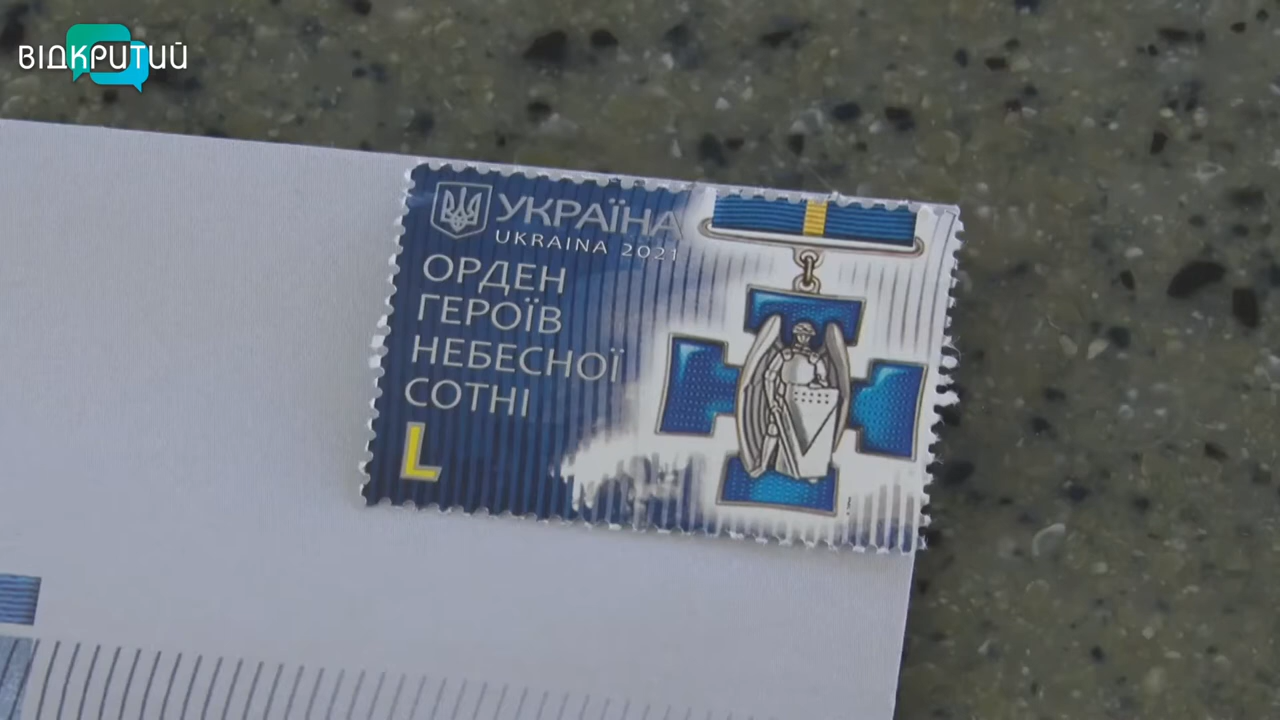 ВІДКРИТИЙ
УКРАЇНА
UKRAINA 2021
ОРДЕН
ГЕРОЇВ
НЕБЕСНОЇ
СОТНІ
L